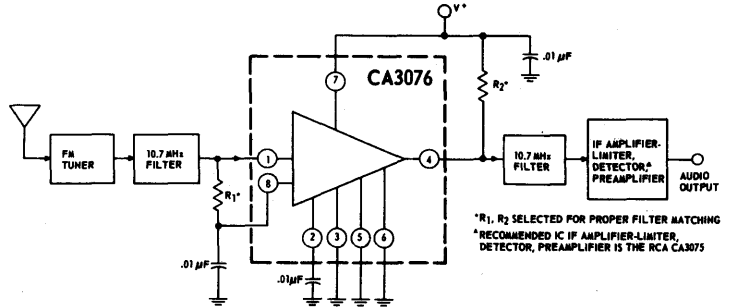 V⁺
.01 µF
CA3076
7
R2*
FM
TUNER
10.7 MHz
FILTER
1
8
R1*
4
10.7 MHz
FILTER
IF AMPLIFIER-
LIMITER,
DETECTOR,▵
PREAMPLIFIER
AUDIO
OUTPUT
2
3
5
6
.01 µF
.01 µF
*R1, R2 SELECTED FOR PROPER FILTER MATCHING
▵RECOMMENDED IC IF AMPLIFIER-LIMITER,
DETECTOR, PREAMPLIFIER IS THE RCA CA3075